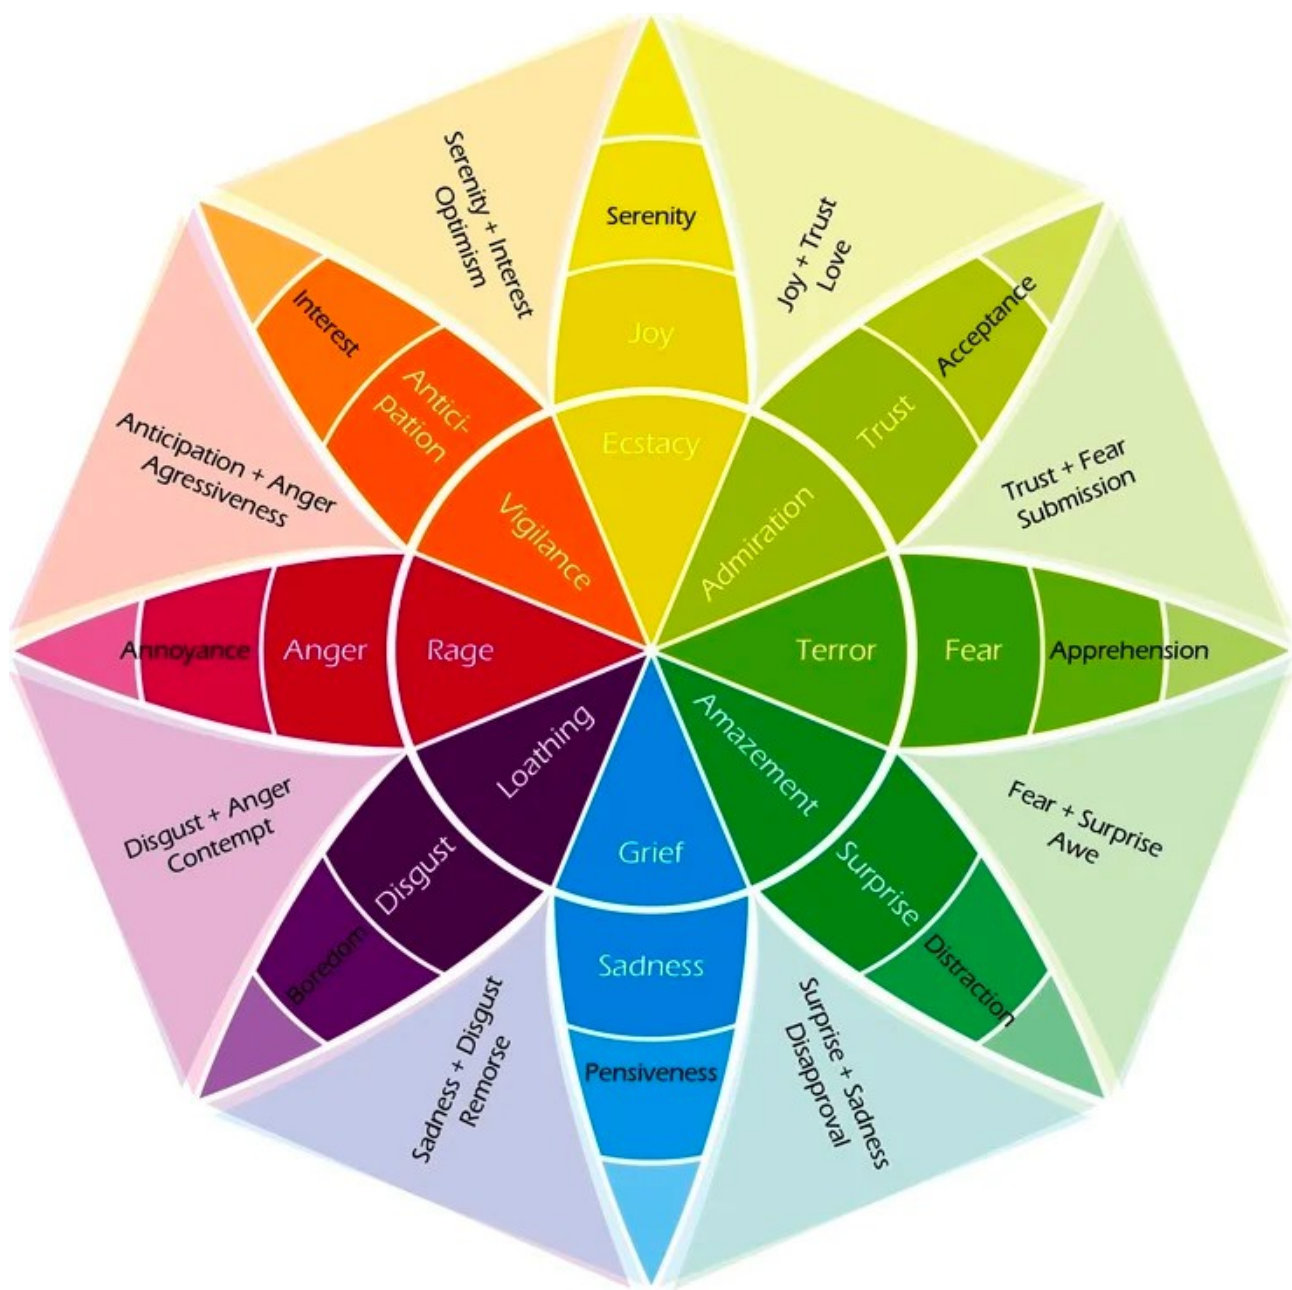 Serenity + Interest
Optimism
Serenity
Joy
Ecstacy
Joy + Trust
Love
Acceptance
Trust
Admiration
Trust + Fear
Submission
Terror
Fear
Apprehension
Fear + Surprise
Awe
Amazement
Surprise
Distraction
Surprise + Sadness
Disapproval
Grief
Sadness
Pensiveness
Sadness + Disgust
Remorse
Loathing
Disgust
Boredom
Disgust + Anger
Contempt
Annoyance
Anger
Rage
Anticipation + Anger
Agressiveness
Interest
Antici-
pation
Vigilance